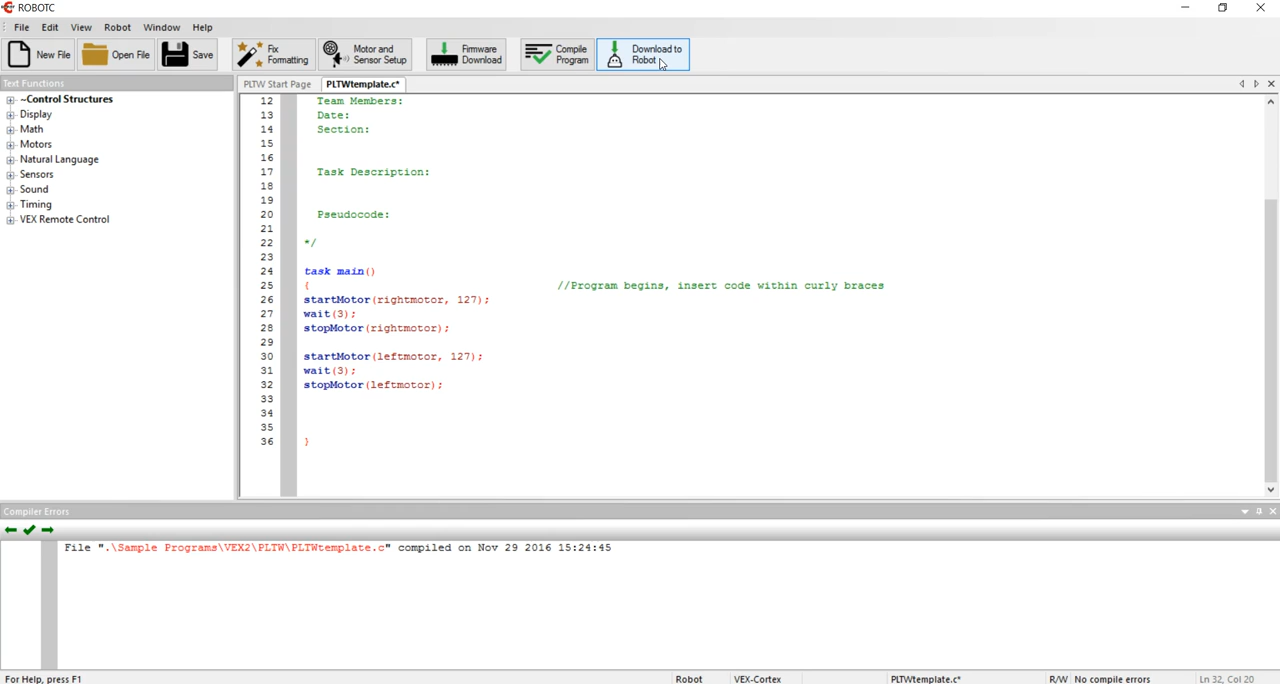 ROBOTC
File Edit View Robot Window Help
New File Open File Save Fix Formatting Motor and Sensor Setup Firmware Download Compile Program Download to Robot
Text Functions
PLTW Start Page PLTWtemplate.c*
~Control Structures
Display
Math
Motors
Natural Language
Sensors
Sound
Timing
VEX Remote Control
12 Team Members:
13 Date:
14 Section:
15
16
17 Task Description:
18
19
20 Pseudocode:
21
22 */
23
24 task main()
25 { //Program begins, insert code within curly braces
26 startMotor(rightmotor, 127);
27 wait(3);
28 stopMotor(rightmotor);
29
30 startMotor(leftmotor, 127);
31 wait(3);
32 stopMotor(leftmotor);
33
34
35
36 }
Compiler Errors
File ".\Sample Programs\VEX2\PLTW\PLTWtemplate.c" compiled on Nov 29 2016 15:24:45
For Help, press F1 Robot VEX-Cortex PLTWtemplate.c* R/W No compile errors Ln 32, Col 20